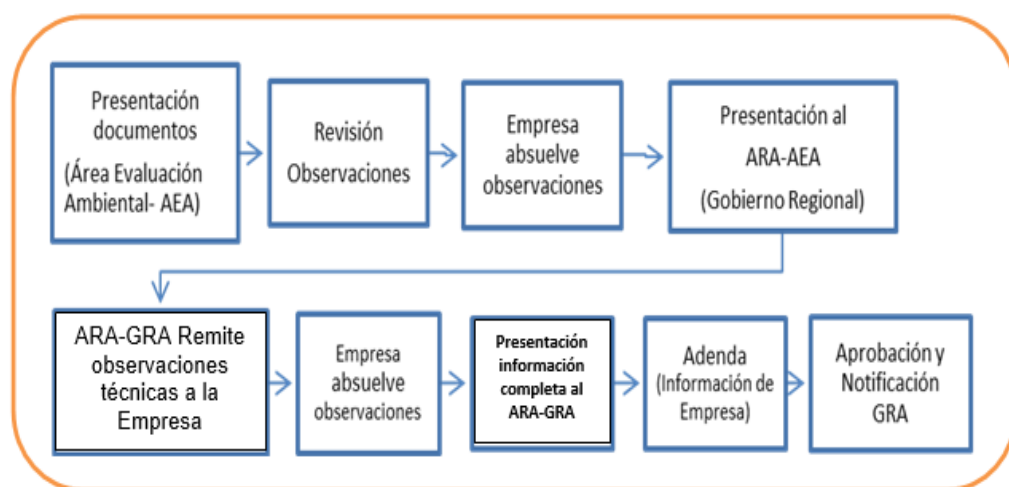 Presentación
documentos
(Área Evaluación
Ambiental- AEA)
Revisión
Observaciones
Empresa
absuelve
observaciones
Presentación al
ARA-AEA
(Gobierno Regional)
ARA-GRA Remite
observaciones
técnicas a la
Empresa
Empresa
absuelve
observaciones
Presentación
información
completa al
ARA-GRA
Adenda
(Información de
Empresa)
Aprobación y
Notificación
GRA